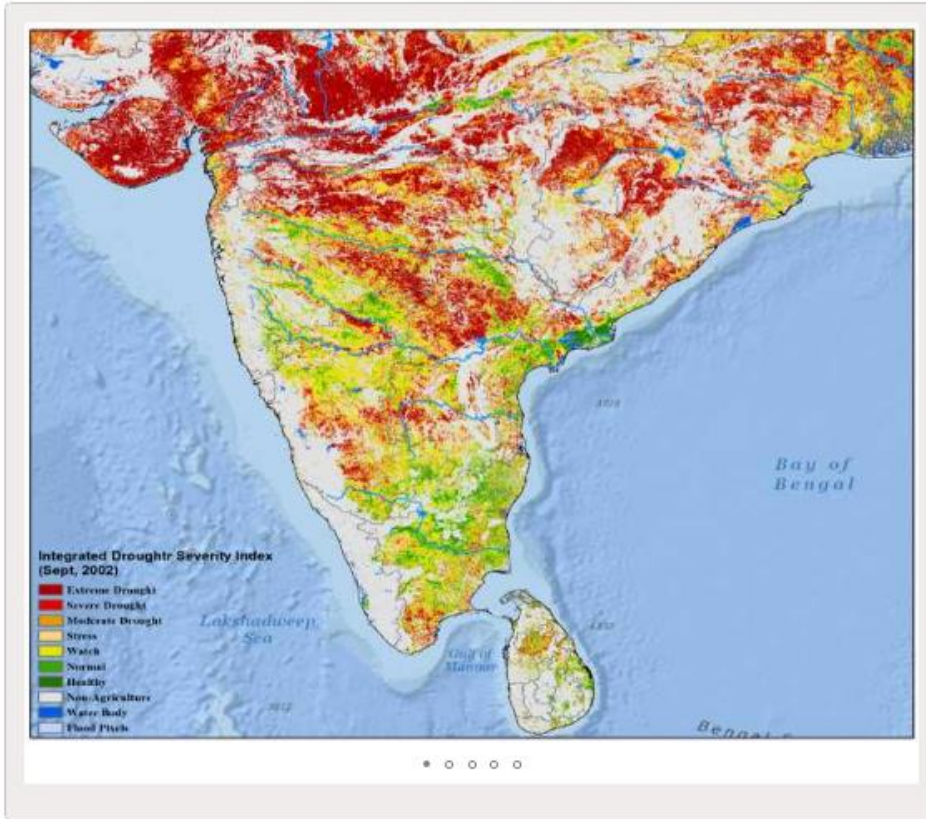 Bay of
Bengal
Integrated Droughtr Severity Index
(Sept, 2002)
Extreme Drought
Severe Drought
Moderate Drought
Stress
Watch
Normal
Healthy
Non-Agriculture
Water Body
Flood Pixels
Lakshadweep
Sea
Gulf of
Mannar